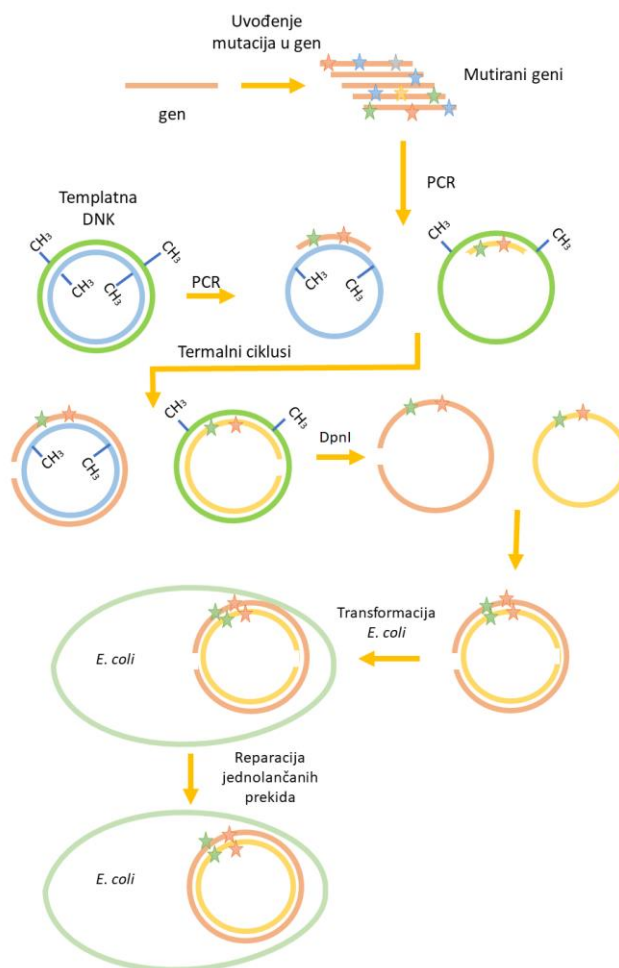 Uvođenje
mutacija u gen
gen
Mutirani geni
PCR
Templatna
DNK
CH₃
CH₃
CH₃
CH₃
PCR
CH₃
CH₃
CH₃
CH₃
Termalni ciklusi
CH₃
CH₃
CH₃
CH₃
DpnI
E. coli
Transformacija
E. coli
Reparacija
jednolančanih
prekida
E. coli